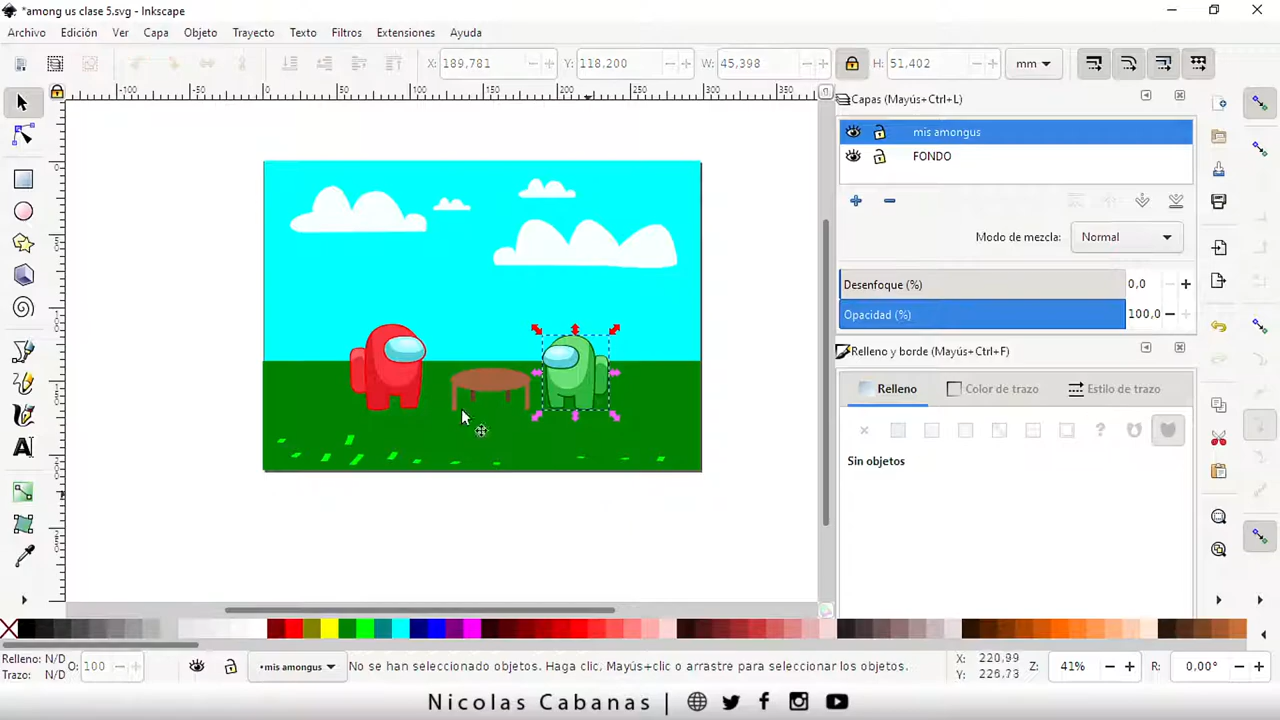 *among us clase 5.svg - Inkscape
Archivo Edición Ver Capa Objeto Trayecto Texto Filtros Extensiones Ayuda
X: 189,781 Y: 118.200 W: 45,398 H: 51,402 mm
Capas (Mayús+Ctrl+L)
mis amongus
FONDO
Modo de mezcla: Normal
Desenfoque (%) 0,0
Opacidad (%) 100,0
Relleno y borde (Mayús+Ctrl+F)
Relleno Color de trazo Estilo de trazo
Sin objetos
Relleno: N/D
Trazo: N/D
O: 100
•mis amongus
No se han seleccionado objetos. Haga clic, Mayús+clic o arrastre para seleccionar los objetos.
X: 220,99
Y: 226,73
Z: 41% R: 0,00°
Nicolas Cabanas |